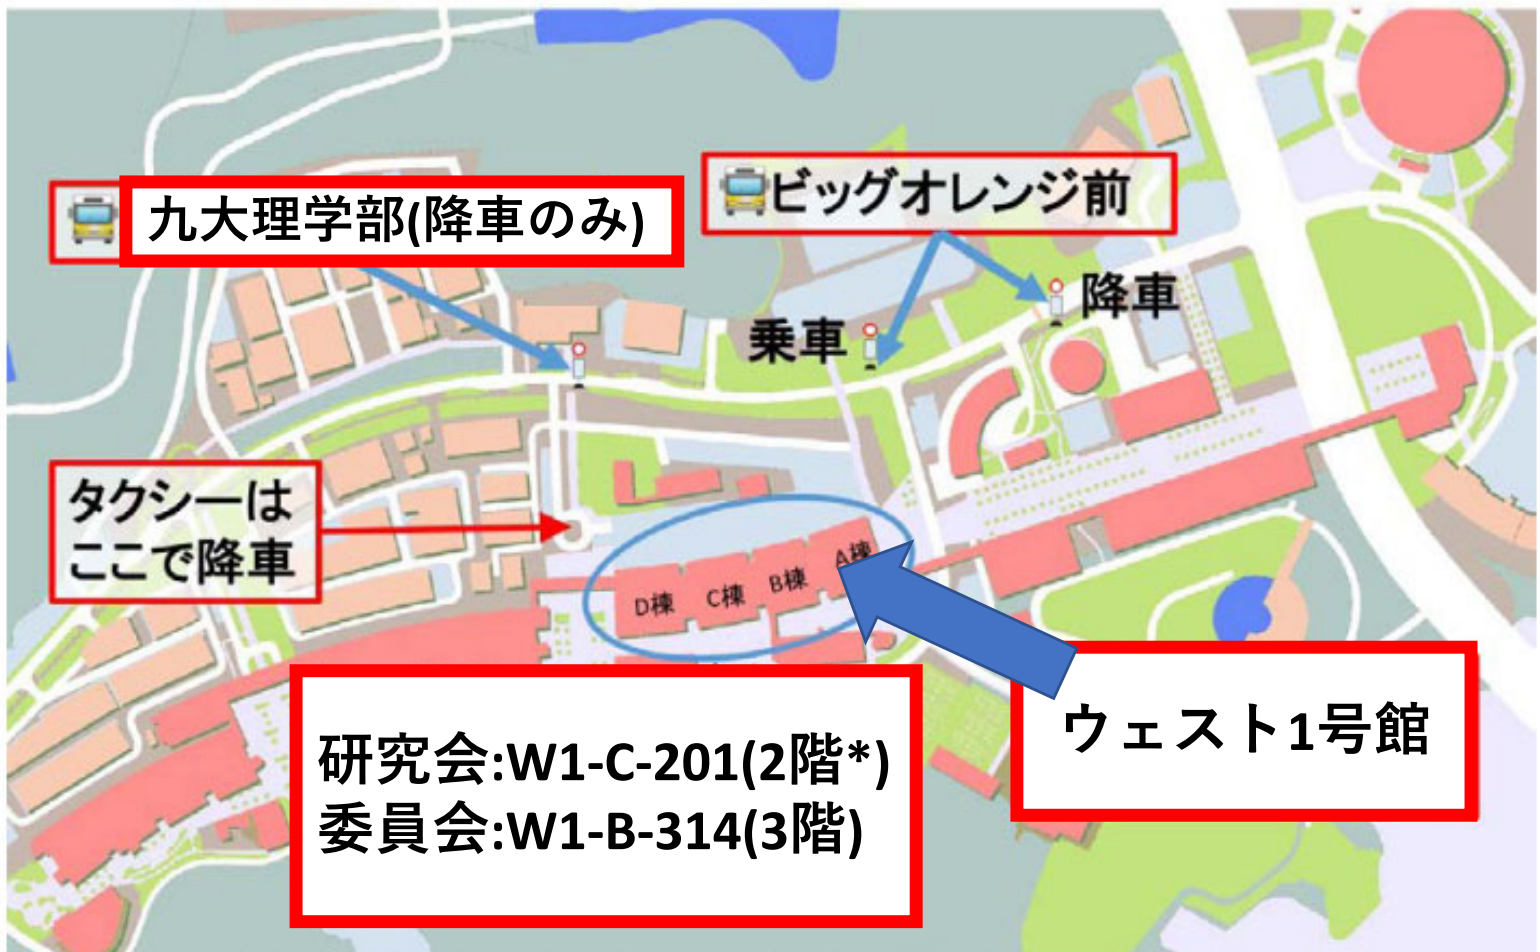 九大理学部(降車のみ)
ビッグオレンジ前
降車
乗車
タクシーは
ここで降車
A棟
B棟
C棟
D棟
研究会:W1-C-201(2階*)
委員会:W1-B-314(3階)
ウェスト1号館